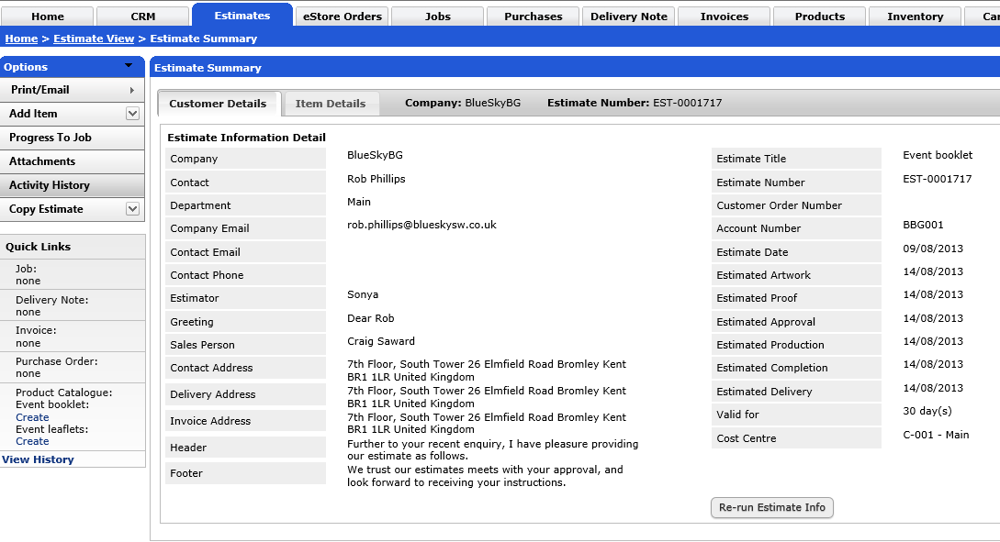 Home CRM Estimates eStore Orders Jobs Purchases Delivery Note Invoices Products Inventory
Home > Estimate View > Estimate Summary
Options
Print/Email
Add Item
Progress To Job
Attachments
Activity History
Copy Estimate
Quick Links
Job:
none
Delivery Note:
none
Invoice:
none
Purchase Order:
none
Product Catalogue:
Event booklet:
Create
Event leaflets:
Create
View History
Estimate Summary
Customer Details Item Details Company: BlueSkyBG Estimate Number: EST-0001717
Estimate Information Detail
Company BlueSkyBG
Contact Rob Phillips
Department Main
Company Email rob.phillips@blueskysw.co.uk
Contact Email
Contact Phone
Estimator Sonya
Greeting Dear Rob
Sales Person Craig Saward
Contact Address 7th Floor, South Tower 26 Elmfield Road Bromley Kent
BR1 1LR United Kingdom
Delivery Address 7th Floor, South Tower 26 Elmfield Road Bromley Kent
BR1 1LR United Kingdom
Invoice Address 7th Floor, South Tower 26 Elmfield Road Bromley Kent
BR1 1LR United Kingdom
Header Further to your recent enquiry, I have pleasure providing
our estimate as follows.
Footer We trust our estimates meets with your approval, and
look forward to receiving your instructions.
Estimate Title Event booklet
Estimate Number EST-0001717
Customer Order Number
Account Number BBG001
Estimate Date 09/08/2013
Estimated Artwork 14/08/2013
Estimated Proof 14/08/2013
Estimated Approval 14/08/2013
Estimated Production 14/08/2013
Estimated Completion 14/08/2013
Estimated Delivery 14/08/2013
Valid for 30 day(s)
Cost Centre C-001 - Main
Re-run Estimate Info